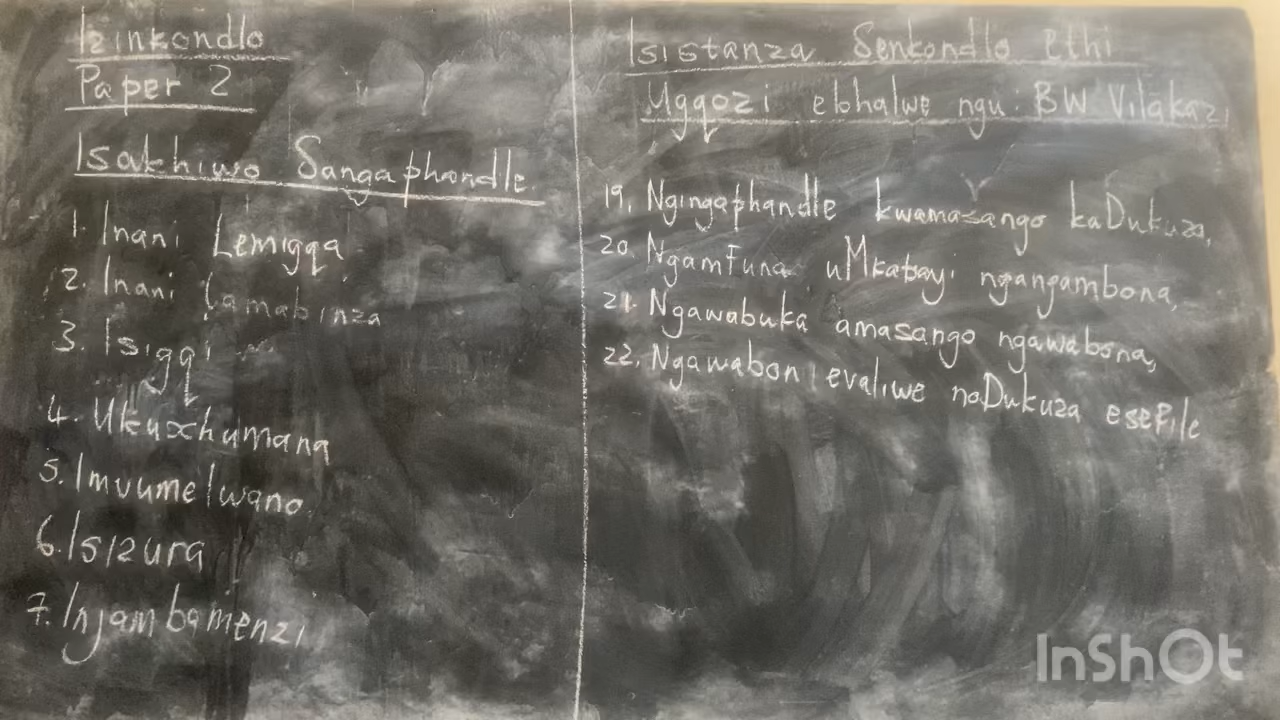 Izinkondlo
Paper 2
Isakhiwo Sangaphandle.
1. Inani Lemigqa
2. Inani Lamabinza
3. Isigqi
4. Ukuxhumana
5. Imvumelwano
6. Isizura
7. Injambamenzi
Isistanza Senkondlo ethi
Ugqozi ebhalwe ngu: BW Vilakazi
19. Ngingaphandle kwamasango kaDukuza,
20. Ngamfuna uMkabayi ngangambona,
21. Ngawabuka amasango ngawabona,
22. Ngawabon' evaliwe noDukuza esefile
InShOt